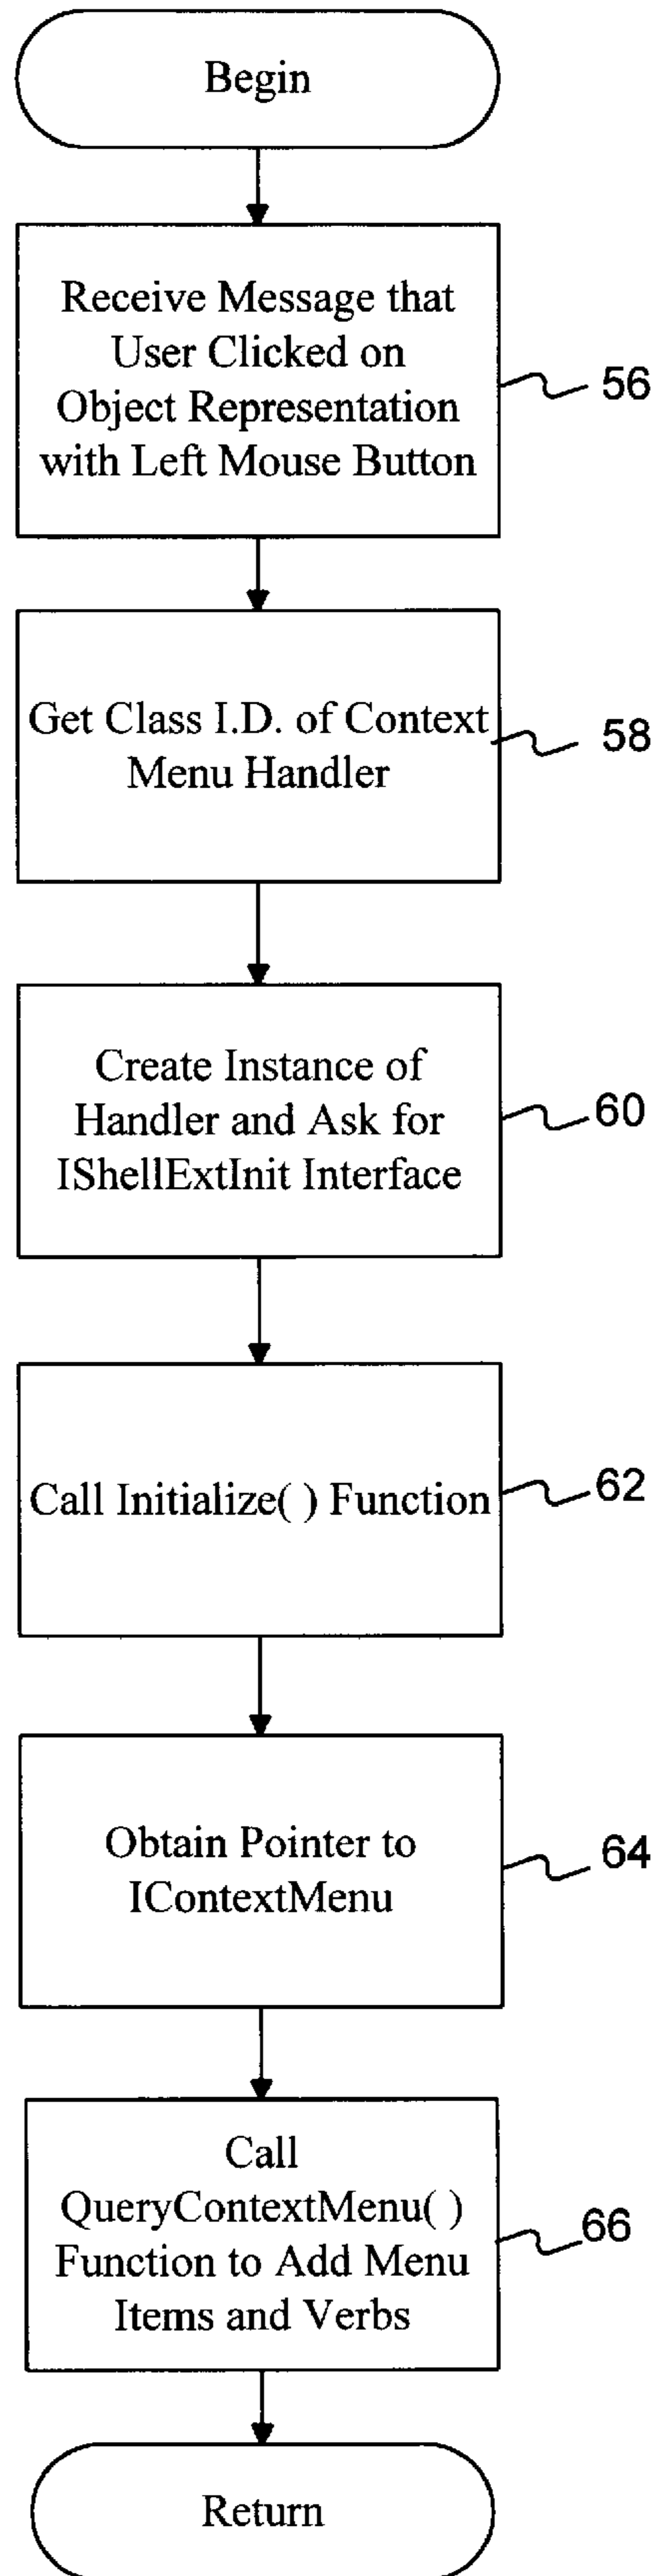 Begin
Receive Message that
User Clicked on
Object Representation
with Left Mouse Button
56
Get Class I.D. of Context
Menu Handler
58
Create Instance of
Handler and Ask for
IShellExtInit Interface
60
Call Initialize( ) Function
62
Obtain Pointer to
IContextMenu
64
Call
QueryContextMenu( )
Function to Add Menu
Items and Verbs
66
Return